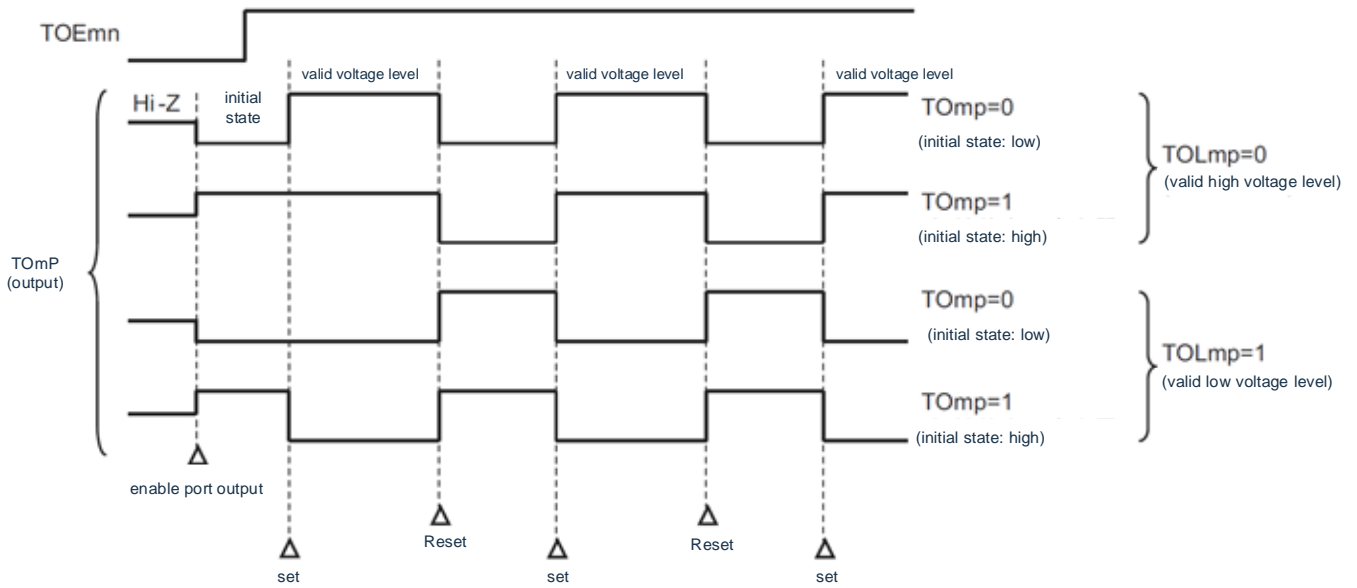 TOEmn
valid voltage level
valid voltage level
valid voltage level
Hi-Z
initial
state
TOmp=0
(initial state: low)
TOLmp=0
(valid high voltage level)
TOmp=1
(initial state: high)
TOmP
(output)
TOmp=0
(initial state: low)
TOLmp=1
(valid low voltage level)
TOmp=1
(initial state: high)
enable port output
Reset
Reset
set
set
set